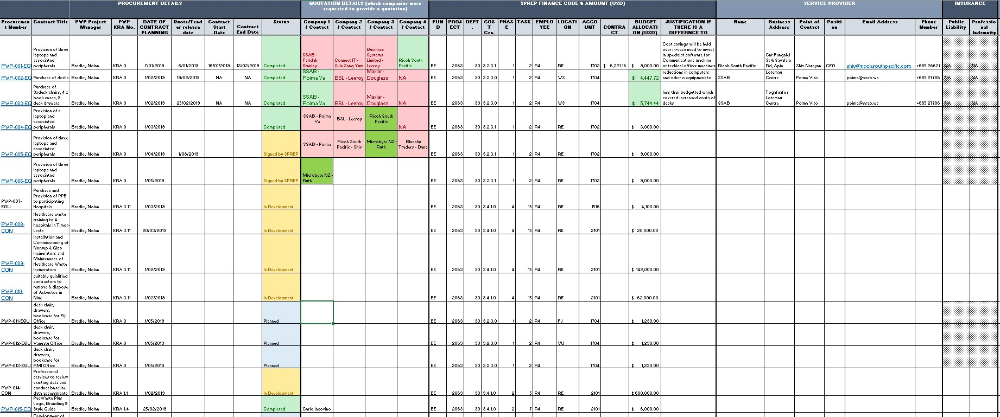 PROCUREMENT DETAILS
QUOTATION DETAILS (which companies were
requested to provide a quotation)
SPREP FINANCE CODE & AMOUNT (USD)
SERVICE PROVIDER
INSURANCE
Procuremen
t Number
Contract Title
PWP Project
Manager
PWP
KRA No.
DATE OF
CONTRACT
PLANNING
Quote/Tend
er release
date
Contract
Start
Date
Contract
End Date
Status
Company 1
/ Contact
Company 2
/ Contact
Company 3
/ Contact
Company 4
/ Contact
FUN
D
PROJ
ECT
DEPT
.
COS
T
Cen.
PHAS
E
TASK
EMPLO
YEE
LOCATI
ON
ACCO
UNT
CONTRA
CT
BUDGET
ALLOCATI
ON (USD)
JUSTIFICATION IF
THERE IS A
DIFFERNCE TO
Name
Business
Address
Point of
Contact
Positi
on
Email Address
Phone
Number
Public
Liability
Professio
nal
Indemnity
PWP-001-EQ
Provision of three
laptops and
associated
peripherals
Bradley Nolan
KRA 0
7/01/2019
8/01/2019
16/01/2019
13/02/2019
Completed
SSAB -
Faridah
Stanley
Connect IT -
Sula Sang Yum
Business
Systems
Limited -
Leeroy
Ricoh South
Pacific
EE
2063
30
3.2.3.1
1
2
R4
RE
1702
$ 6,221.16
$ 9,000.00
Cost savings will be held
over in-case need to invest
in specialst software for
Communications machine
or techical officer machines
Ricoh South Pacific
Cnr Fungalei
St & Savalalo
Rd, Apia
Shiv Narayan
CEO
shiv@ricohsouthpacific.com
+685 26627
NA
NA
PWP-002-EQ
Purchase of desks
Bradley Nolan
KRA 0
1/02/2019
19/02/2019
NA
NA
Completed
SSAB -
Poima Va
BSL - Leeroy
Maxlar -
Douglass
NA
EE
2063
30
3.2.3.0
1
2
R4
WS
1704
$ 4,447.72
reductions in computers
and other o equipment to
SSAB
Lotemau
Centre
Poima Vito
poima@ssab.ws
+685 27786
NA
NA
PWP-003-EQ
Purchase of
9xdesk chairs, 4 x
book cases, 8
desk drawers
Bradley Nolan
KRA 0
1/02/2019
25/02/2019
NA
NA
Completed
SSAB -
Poima Va
BSL - Leeroy
Maxlar -
Douglass
NA
EE
2063
30
3.2.3.0
1
2
R4
WS
1704
$ 5,744.44
less than budgetted which
covered increased costs of
desks
SSAB
Togafuafu /
Lotemau
Centre
Poima Vito
poima@ssab.ws
+685 27786
NA
NA
PWP-004-EQ
Provision of a
laptop and
associated
peripherals
Bradley Nolan
KRA 0
1/03/2019
Completed
SSAB - Poima
Va
BSL - Leeroy
Ricoh South
Pacific
NA
EE
2063
30
3.2.3.1
1
2
R4
RE
1702
$ 3,000.00
PWP-005-EQ
Provision of three
laptops and
associated
peripherals
Bradley Nolan
KRA 0
1/04/2019
1/08/2019
Signed by SPREP
SSAB - Poima
Ricoh South
Pacific - Shiv
Microbyte NZ -
Ruth
Bluesky
Traders - Dana
EE
2063
30
3.2.3.1
1
2
R4
RE
1702
$ 9,000.00
PWP-006-EQ
Provision of three
laptops and
associated
peripherals
Bradley Nolan
KRA 0
1/05/2019
Signed by SPREP
Microbyte NZ -
Ruth
EE
2063
30
3.2.3.1
1
2
R4
RE
1702
$ 9,000.00
PWP-007-
EQU
Purchase and
Provision of PPE
to participating
Hospitals
Bradley Nolan
KRA 3.11
1/03/2019
In Development
EE
2063
30
3.4.1.0
4
15
R4
RE
1516
$ 4,100.00
PWP-008-
CON
Healthcare waste
training to 4
hospitals in Timor-
Leste
Bradley Nolan
KRA 3.11
20/03/2019
In Development
EE
2063
30
3.4.1.0
4
15
R4
RE
2101
$ 20,000.00
PWP-009-
CON
Installation and
Commissioning of
Norsup & Gizo
Incinerators and
Maintenance of
Healthcare Waste
Incinerators
Bradley Nolan
KRA 3.11
1/02/2019
In Development
EE
2063
30
3.4.1.0
4
15
R4
RE
2101
$ 142,000.00
PWP-010-
CON
suitably quialified
contractors to
remove & dispose
of Asbestos in
Niue
Bradley Nolan
KRA 3.11
1/02/2019
In Development
EE
2063
30
3.4.1.0
4
15
R4
RE
2101
$ 62,000.00
PWP-011-EQU
desk chair,
drawers,
bookcase for Fiji
Office
Bradley Nolan
KRA 0
1/05/2019
Planned
EE
2063
30
3.2.3.0
1
2
R4
FJ
1704
$ 1,230.00
PWP-012-EQU
desk chair,
drawers,
bookcase for
Vanuatu Office
Bradley Nolan
KRA 0
1/05/2019
Planned
EE
2063
30
3.2.3.0
1
2
R4
VU
1704
$ 1,230.00
PWP-013-EQU
desk chair,
drawers,
bookcase for
RMI Office
Bradley Nolan
KRA 0
1/05/2019
Planned
EE
2063
30
3.2.3.0
1
2
R4
1704
$ 1,230.00
PWP-014-
CON
Professional
services to review
existing data and
conduct baseline
data assessments
Bradley Nolan
KRA 1.1
1/02/2019
In Development
EE
2063
30
3.4.1.0
2
5
R4
RE
2101
$ 600,000.00
PWP-015-CO
PacWaste Plus
Logo, Branding &
Style Guide
Bradley Nolan
KRA 1.4
25/02/2019
Completed
Carlo Iacovino
EE
2063
30
3.4.1.0
2
7
R4
RE
2101
$ 6,000.00
Development of